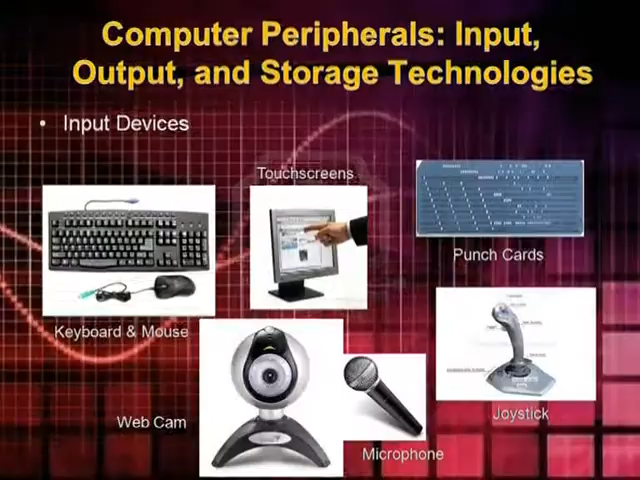 Computer Peripherals: Input,
Output, and Storage Technologies
• Input Devices
Touchscreens
Punch Cards
Keyboard & Mouse
Web Cam
Joystick
Microphone